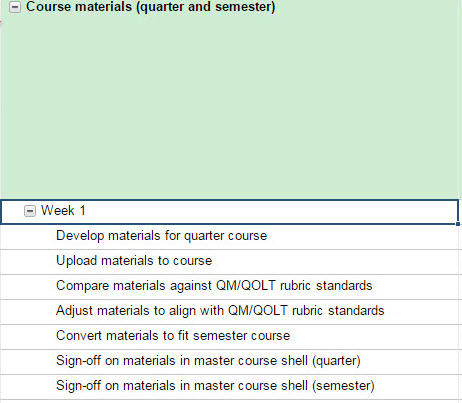 Course materials (quarter and semester)
Week 1
Develop materials for quarter course
Upload materials to course
Compare materials against QM/QOLT rubric standards
Adjust materials to align with QM/QOLT rubric standards
Convert materials to fit semester course
Sign-off on materials in master course shell (quarter)
Sign-off on materials in master course shell (semester)